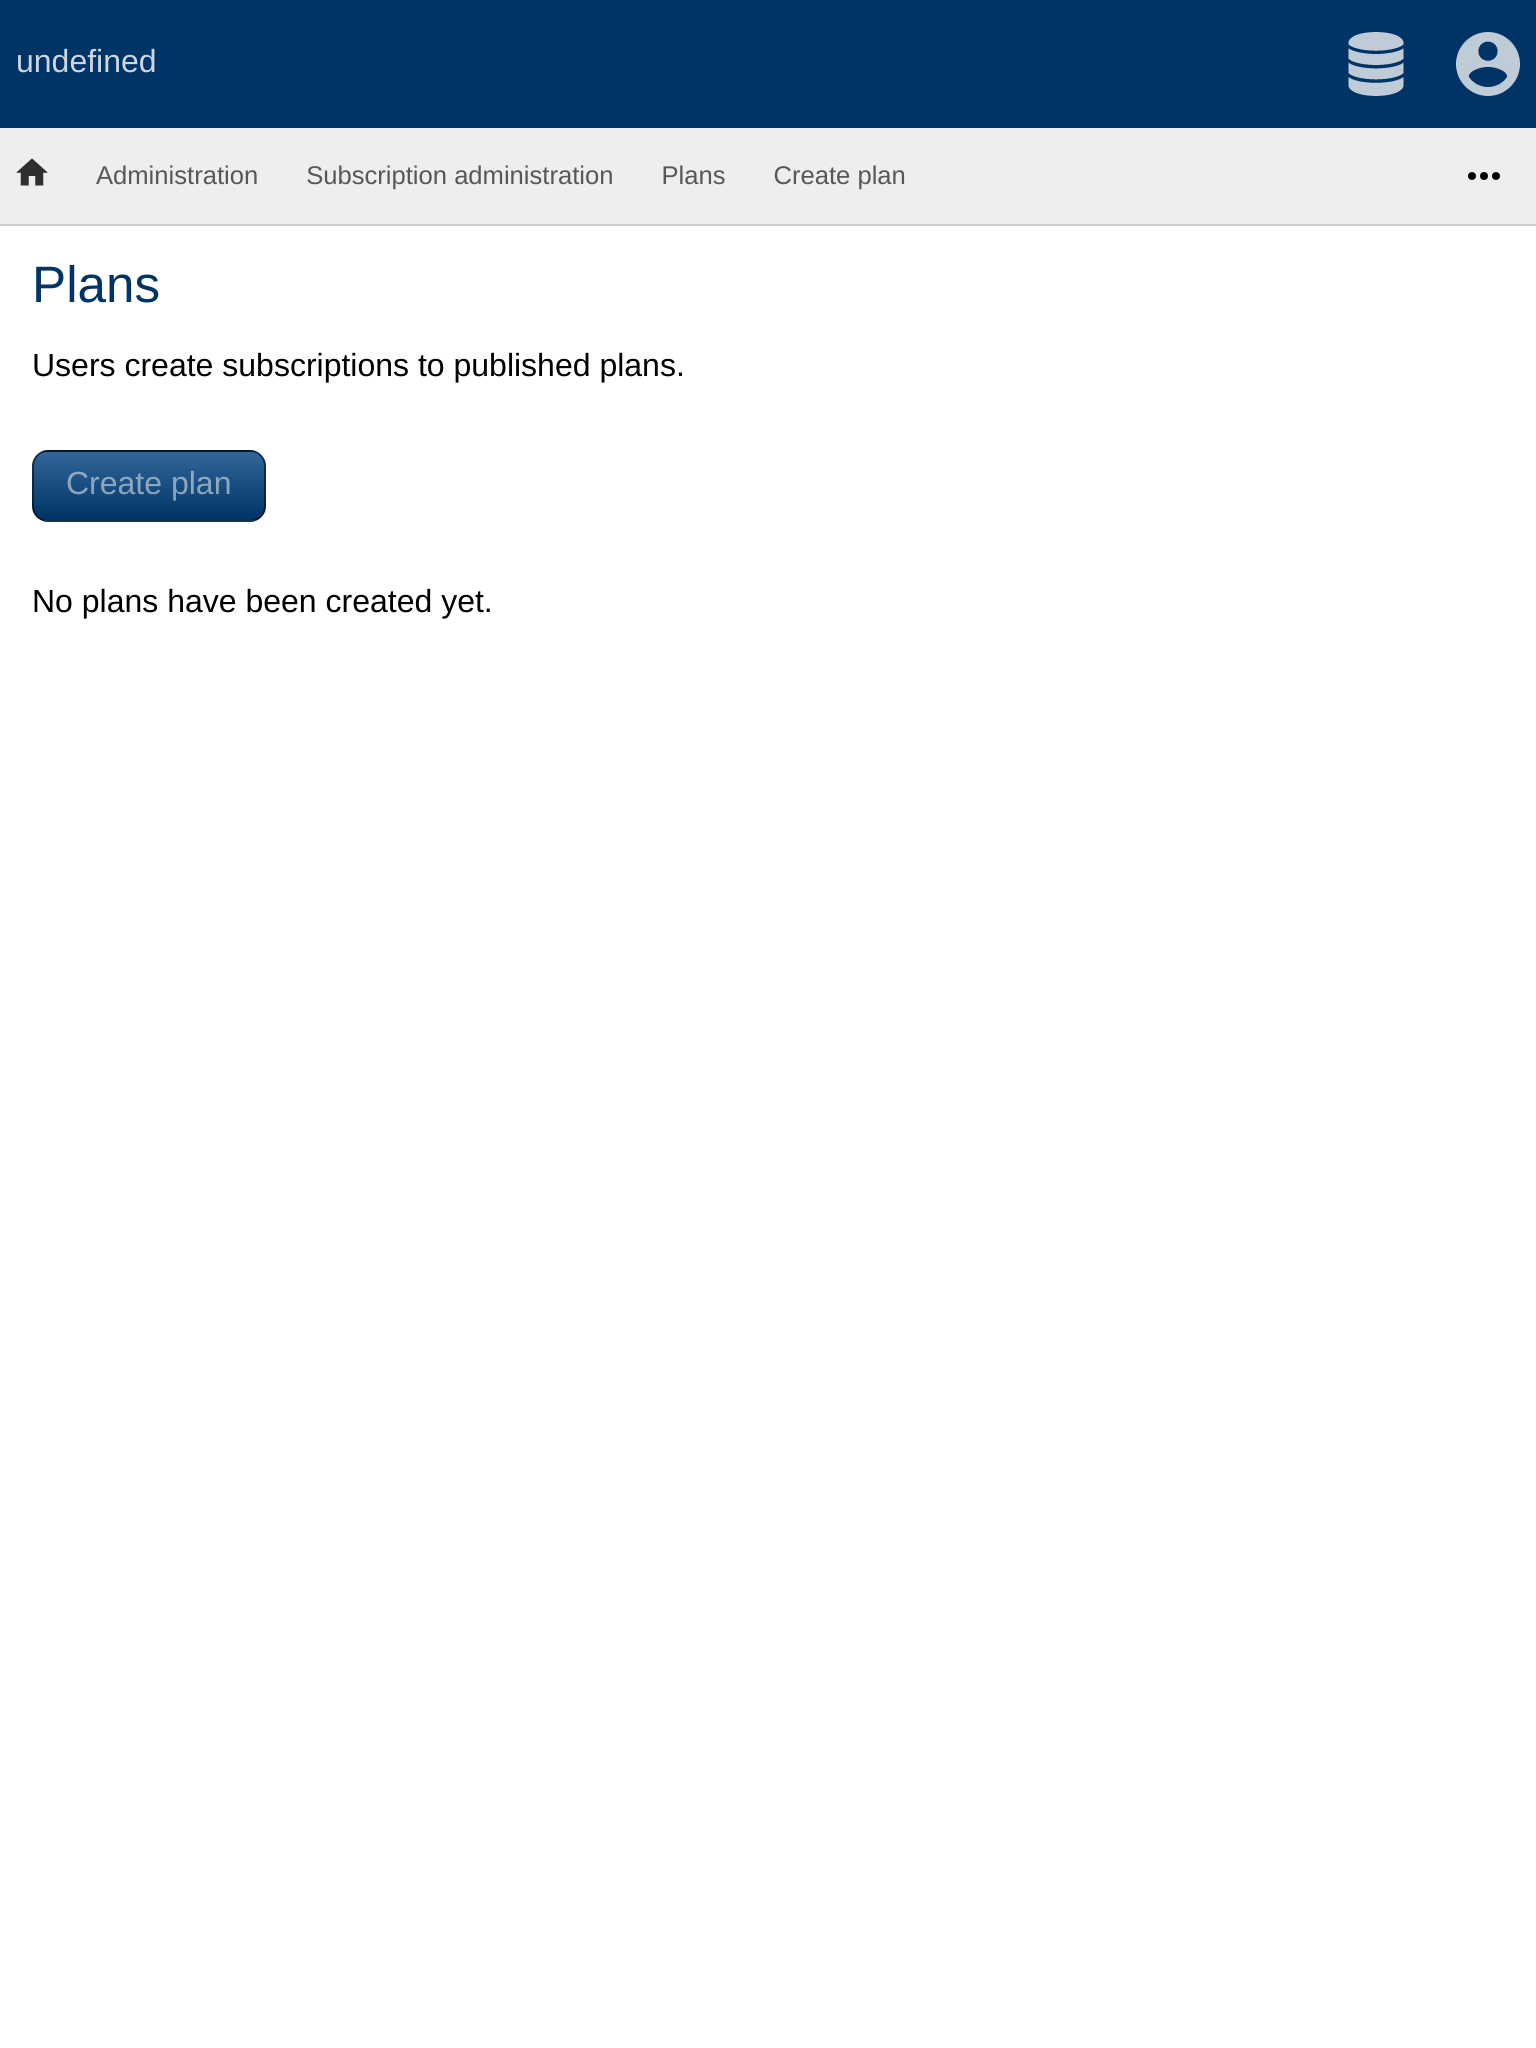 undefined
Administration Subscription administration Plans Create plan
Plans
Users create subscriptions to published plans.
Create plan
No plans have been created yet.